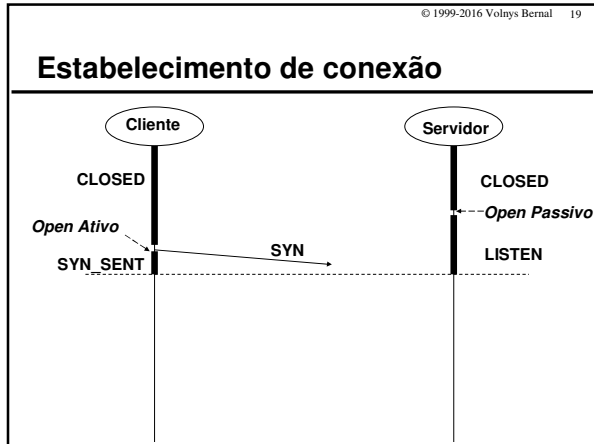 © 1999-2016 Volnys Bernal 19
Estabelecimento de conexão
Cliente
Servidor
CLOSED
CLOSED
Open Passivo
Open Ativo
SYN
LISTEN
SYN_SENT